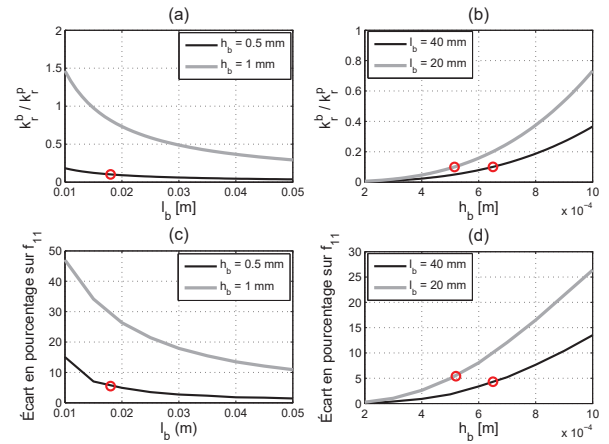 (a)
2
1.5
1
0.5
0
k_r^b / k_r^p
h_b = 0.5 mm
h_b = 1 mm
0.01 0.02 0.03 0.04 0.05
l_b [m]
(b)
1
0.8
0.6
0.4
0.2
0
k_r^b / k_r^p
l_b = 40 mm
l_b = 20 mm
2 4 6 8 10
x 10^-4
h_b [m]
(c)
50
40
30
20
10
0
Écart en pourcentage sur f_11
h_b = 0.5 mm
h_b = 1 mm
0.01 0.02 0.03 0.04 0.05
l_b (m)
(d)
30
25
20
15
10
5
0
Écart en pourcentage sur f_11
l_b = 40 mm
l_b = 20 mm
2 4 6 8 10
x 10^-4
h_b [m]